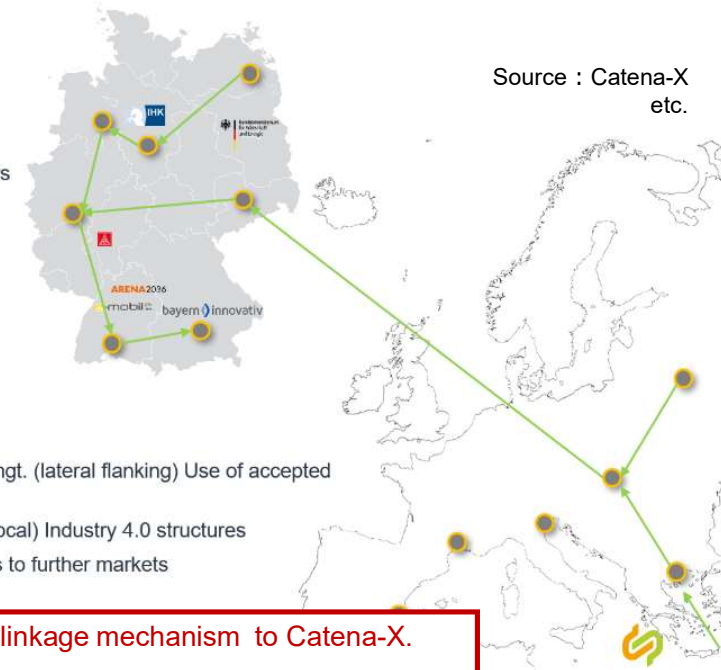 Source : Catena-X
etc.
IHK
ARENA2036
mobil
bayern innovativ
ngt. (lateral flanking) Use of accepted
ocal) Industry 4.0 structures
s to further markets
linkage mechanism to Catena-X.